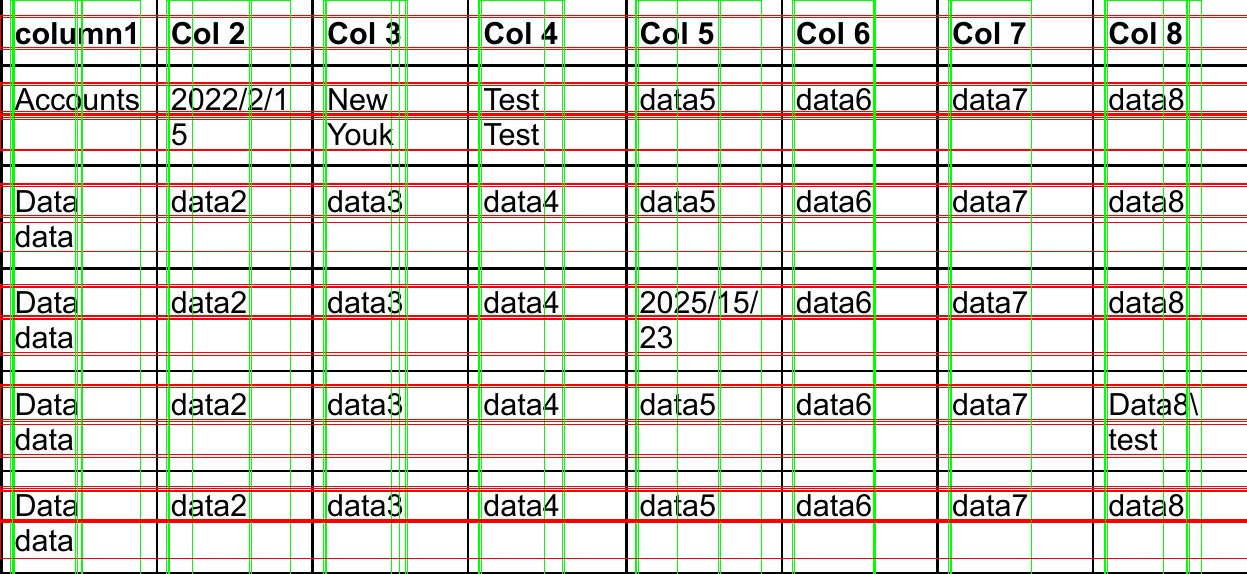 column1 Col 2 Col 3 Col 4 Col 5 Col 6 Col 7 Col 8
Accounts 2022/2/1 New Test data5 data6 data7 data8
5 Youk Test
Data data2 data3 data4 data5 data6 data7 data8
data
Data data2 data3 data4 2025/15/ data6 data7 data8
data 23
Data data2 data3 data4 data5 data6 data7 Data8\
data test
Data data2 data3 data4 data5 data6 data7 data8
data